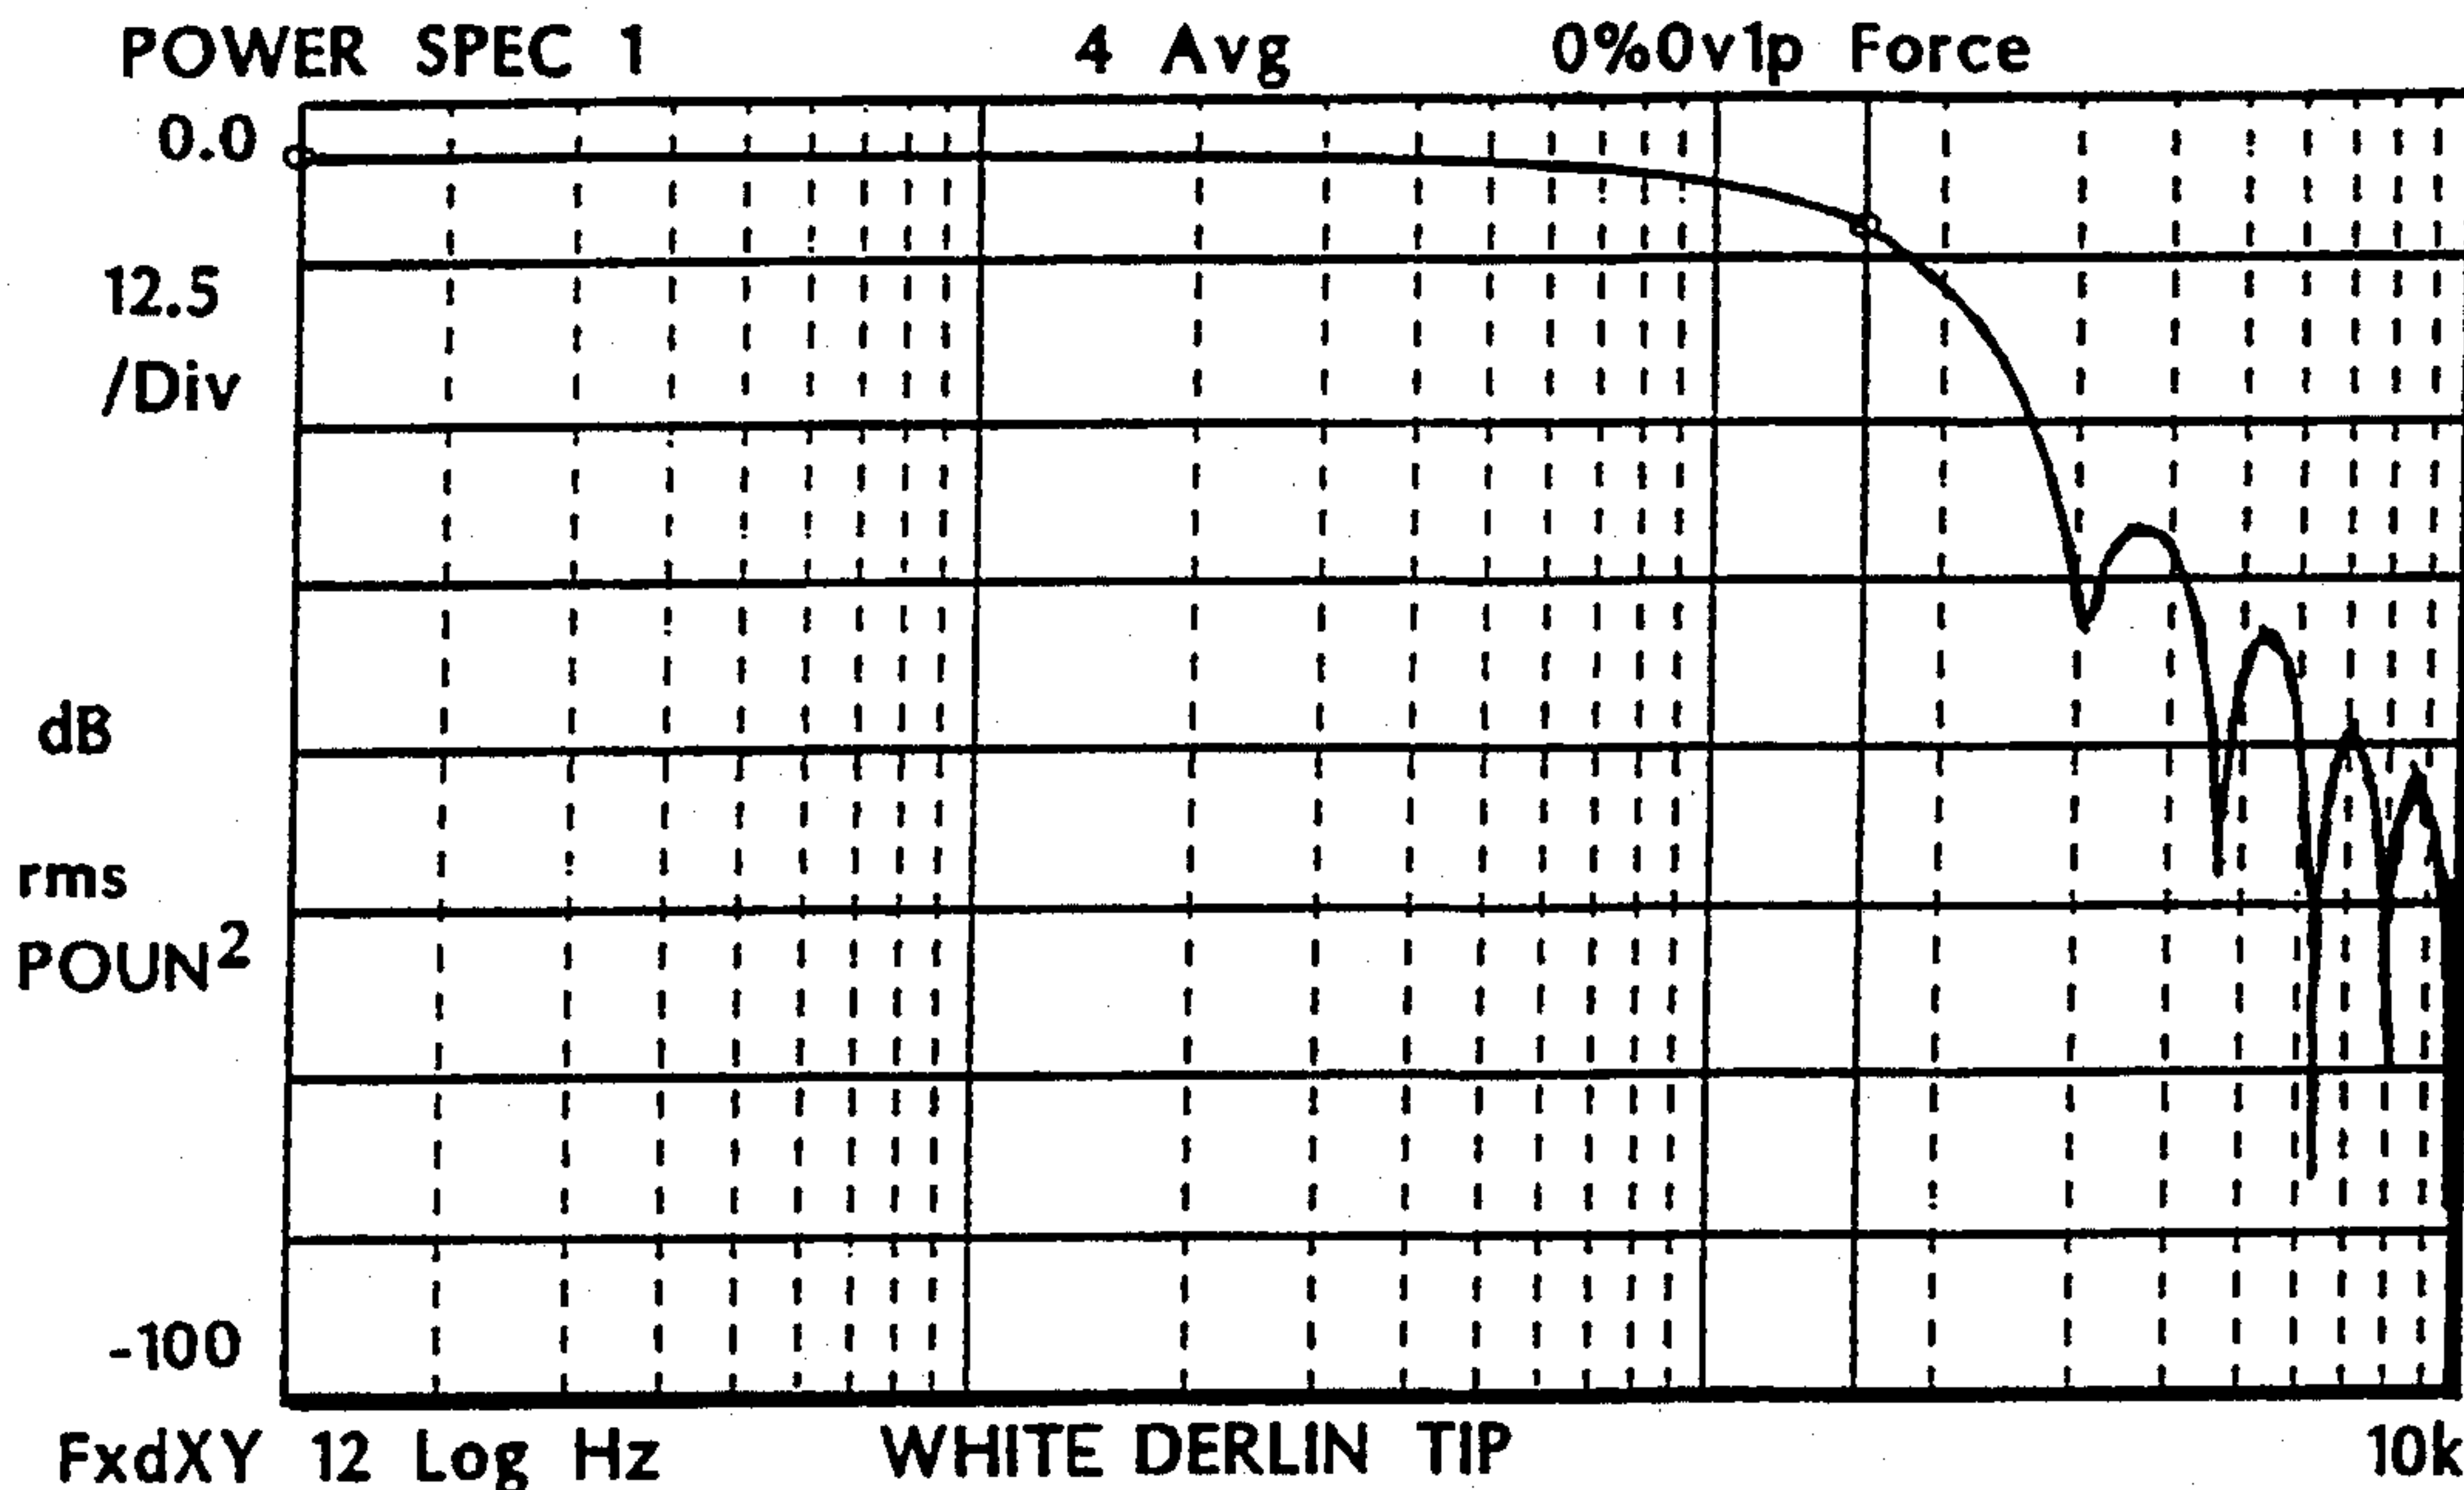 POWER SPEC 1 4 Avg 0%0v1p Force
0.0
12.5
/Div
dB
rms
POUN²
-100
FxdXY 12 Log Hz WHITE DERLIN TIP 10k